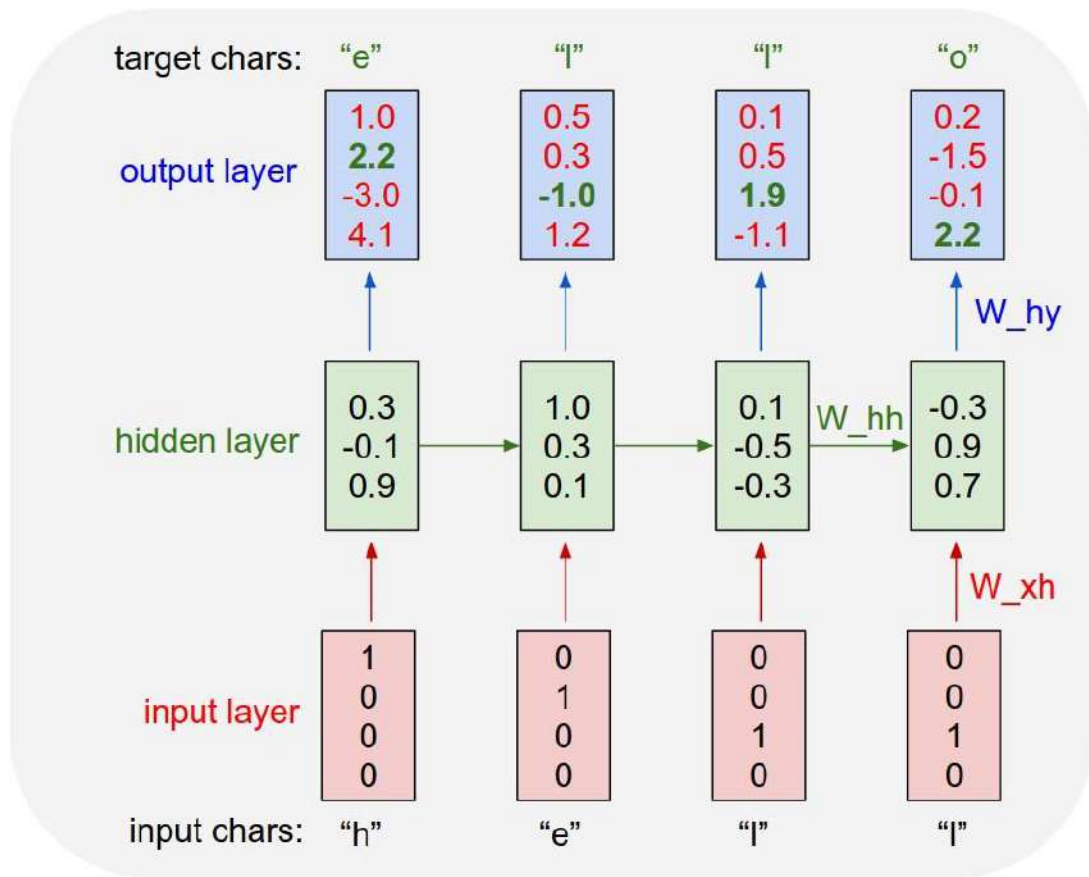 target chars: “e” “l” “l” “o”
1.0 0.5 0.1 0.2
output layer 2.2 0.3 0.5 -1.5
-3.0 -1.0 1.9 -0.1
4.1 1.2 -1.1 2.2
W_hy
0.3 1.0 0.1 W_hh -0.3
hidden layer -0.1 0.3 -0.5 0.9
0.9 0.1 -0.3 0.7
W_xh
1 0 0 0
input layer 0 1 0 0
0 0 1 1
0 0 0 0
input chars: “h” “e” “l” “l”